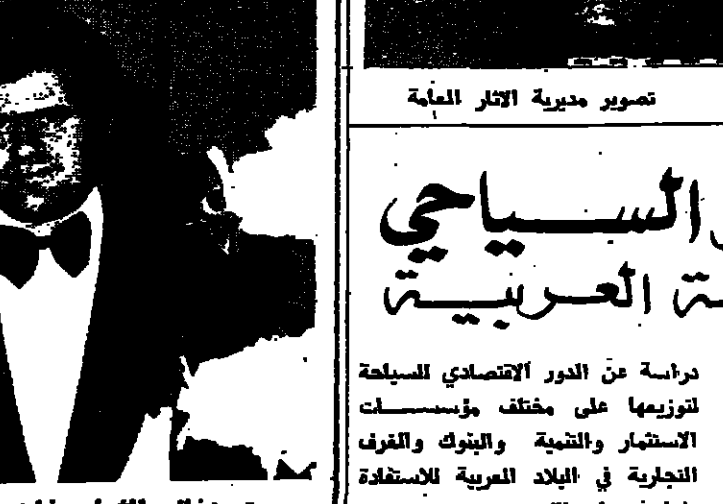 تصوير مديرية الاثار العامة
السياحي
العربية
دراسة عن الدور الاقتصادي للسياحة
لتوزيعها على مختلف مؤسسات
الاستثمار والتنمية والبنوك والغرف
التجارية في البلاد العربية للاستفادة